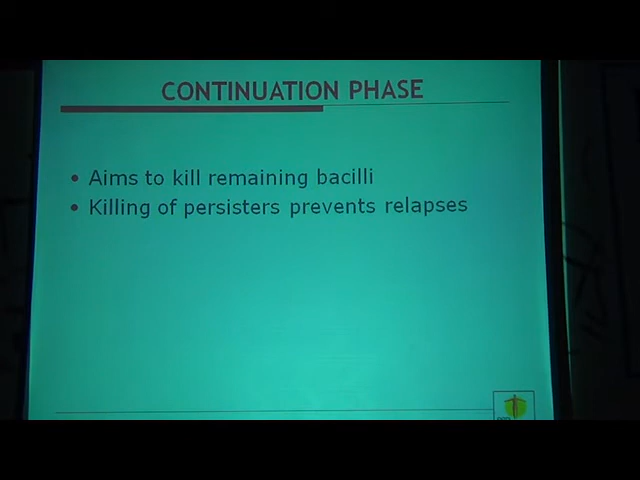 CONTINUATION PHASE
• Aims to kill remaining bacilli
• Killing of persisters prevents relapses